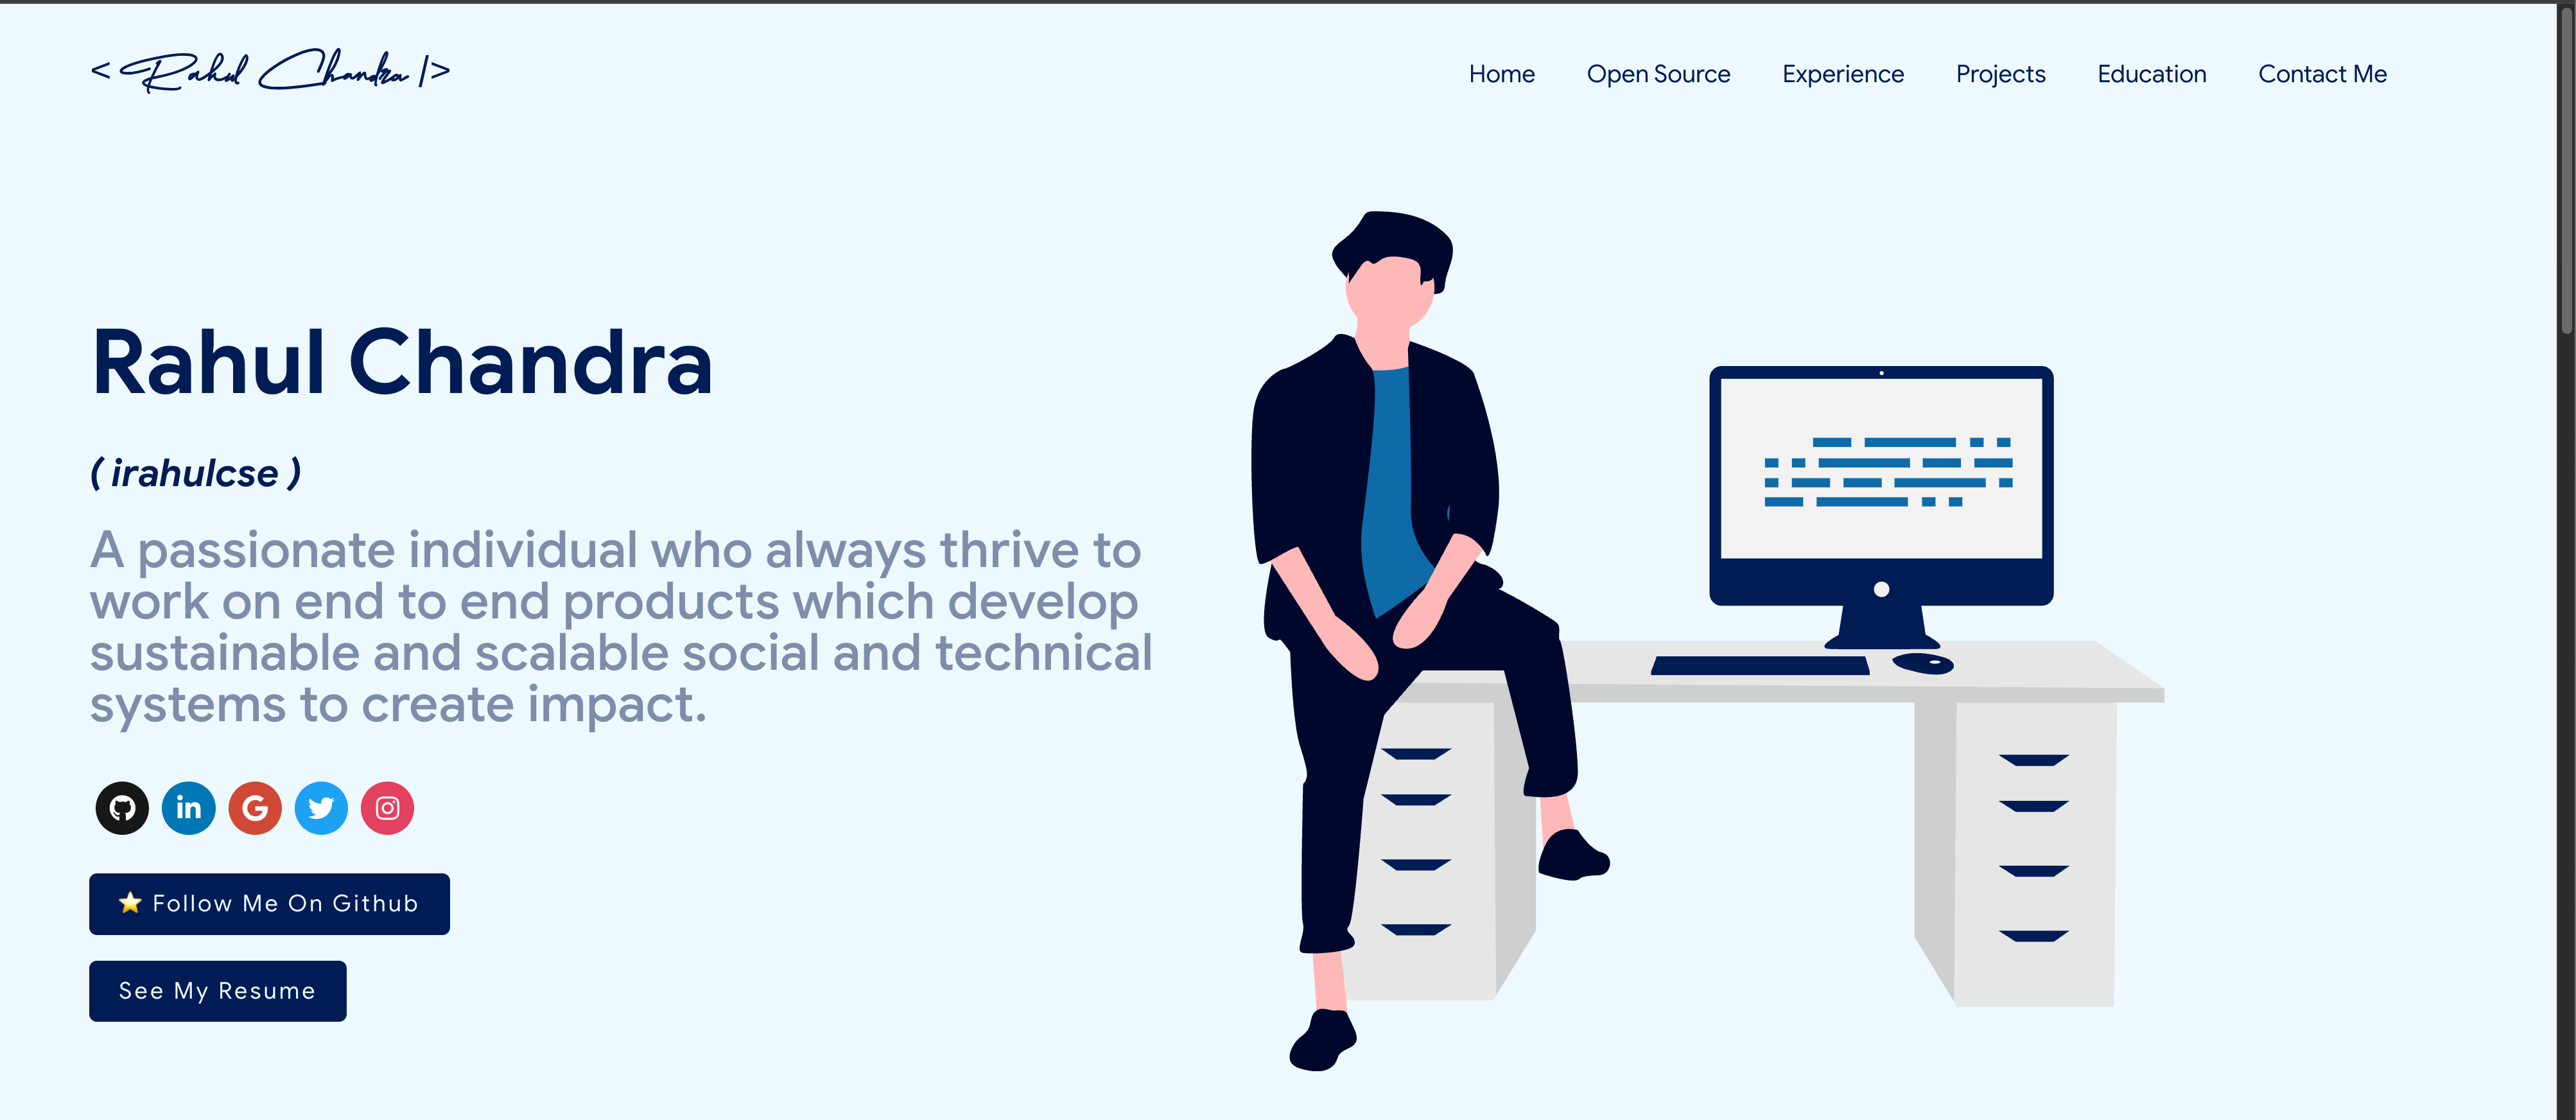 < Rahul Chandra />
Home Open Source Experience Projects Education Contact Me
Rahul Chandra
( irahulcse )
A passionate individual who always thrive to
work on end to end products which develop
sustainable and scalable social and technical
systems to create impact.
in G
⭐ Follow Me On Github
See My Resume